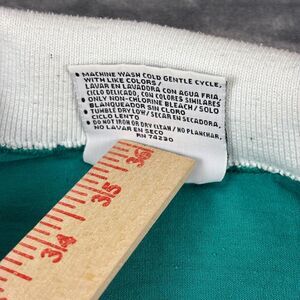 • MACHINE WASH COLD GENTLE CYCLE,
WITH LIKE COLORS /
LAVAR EN LAVADORA CON AGUA FRIA,
CICLO DELICADO, CON COLORES SIMILARES
• ONLY NON-CHLORINE BLEACH / SOLO
BLANQUEADOR SIN CLORO
• TUMBLE DRY LOW / SECAR EN SECADORA,
CICLO LENTO
• DO NOT IRON OR DRY CLEAN / NO PLANCHAR,
NO LAVAR EN SECO
RN 74230
36
35
34